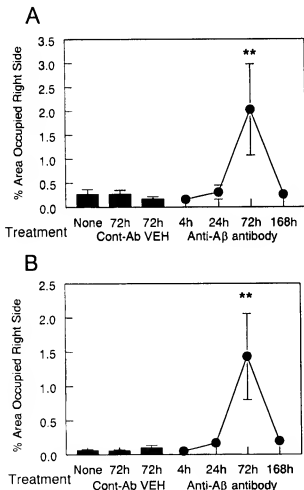 A
% Area Occupied Right Side
3.5
3.0
2.5
2.0
1.5
1.0
0.5
0.0
**
None 72h 72h 4h 24h 72h 168h
Treatment Cont-Ab VEH Anti-Aβ antibody
B
% Area Occupied Right Side
2.5
2.0
1.5
1.0
0.5
0.0
**
None 72h 72h 4h 24h 72h 168h
Treatment Cont-Ab VEH Anti-Aβ antibody